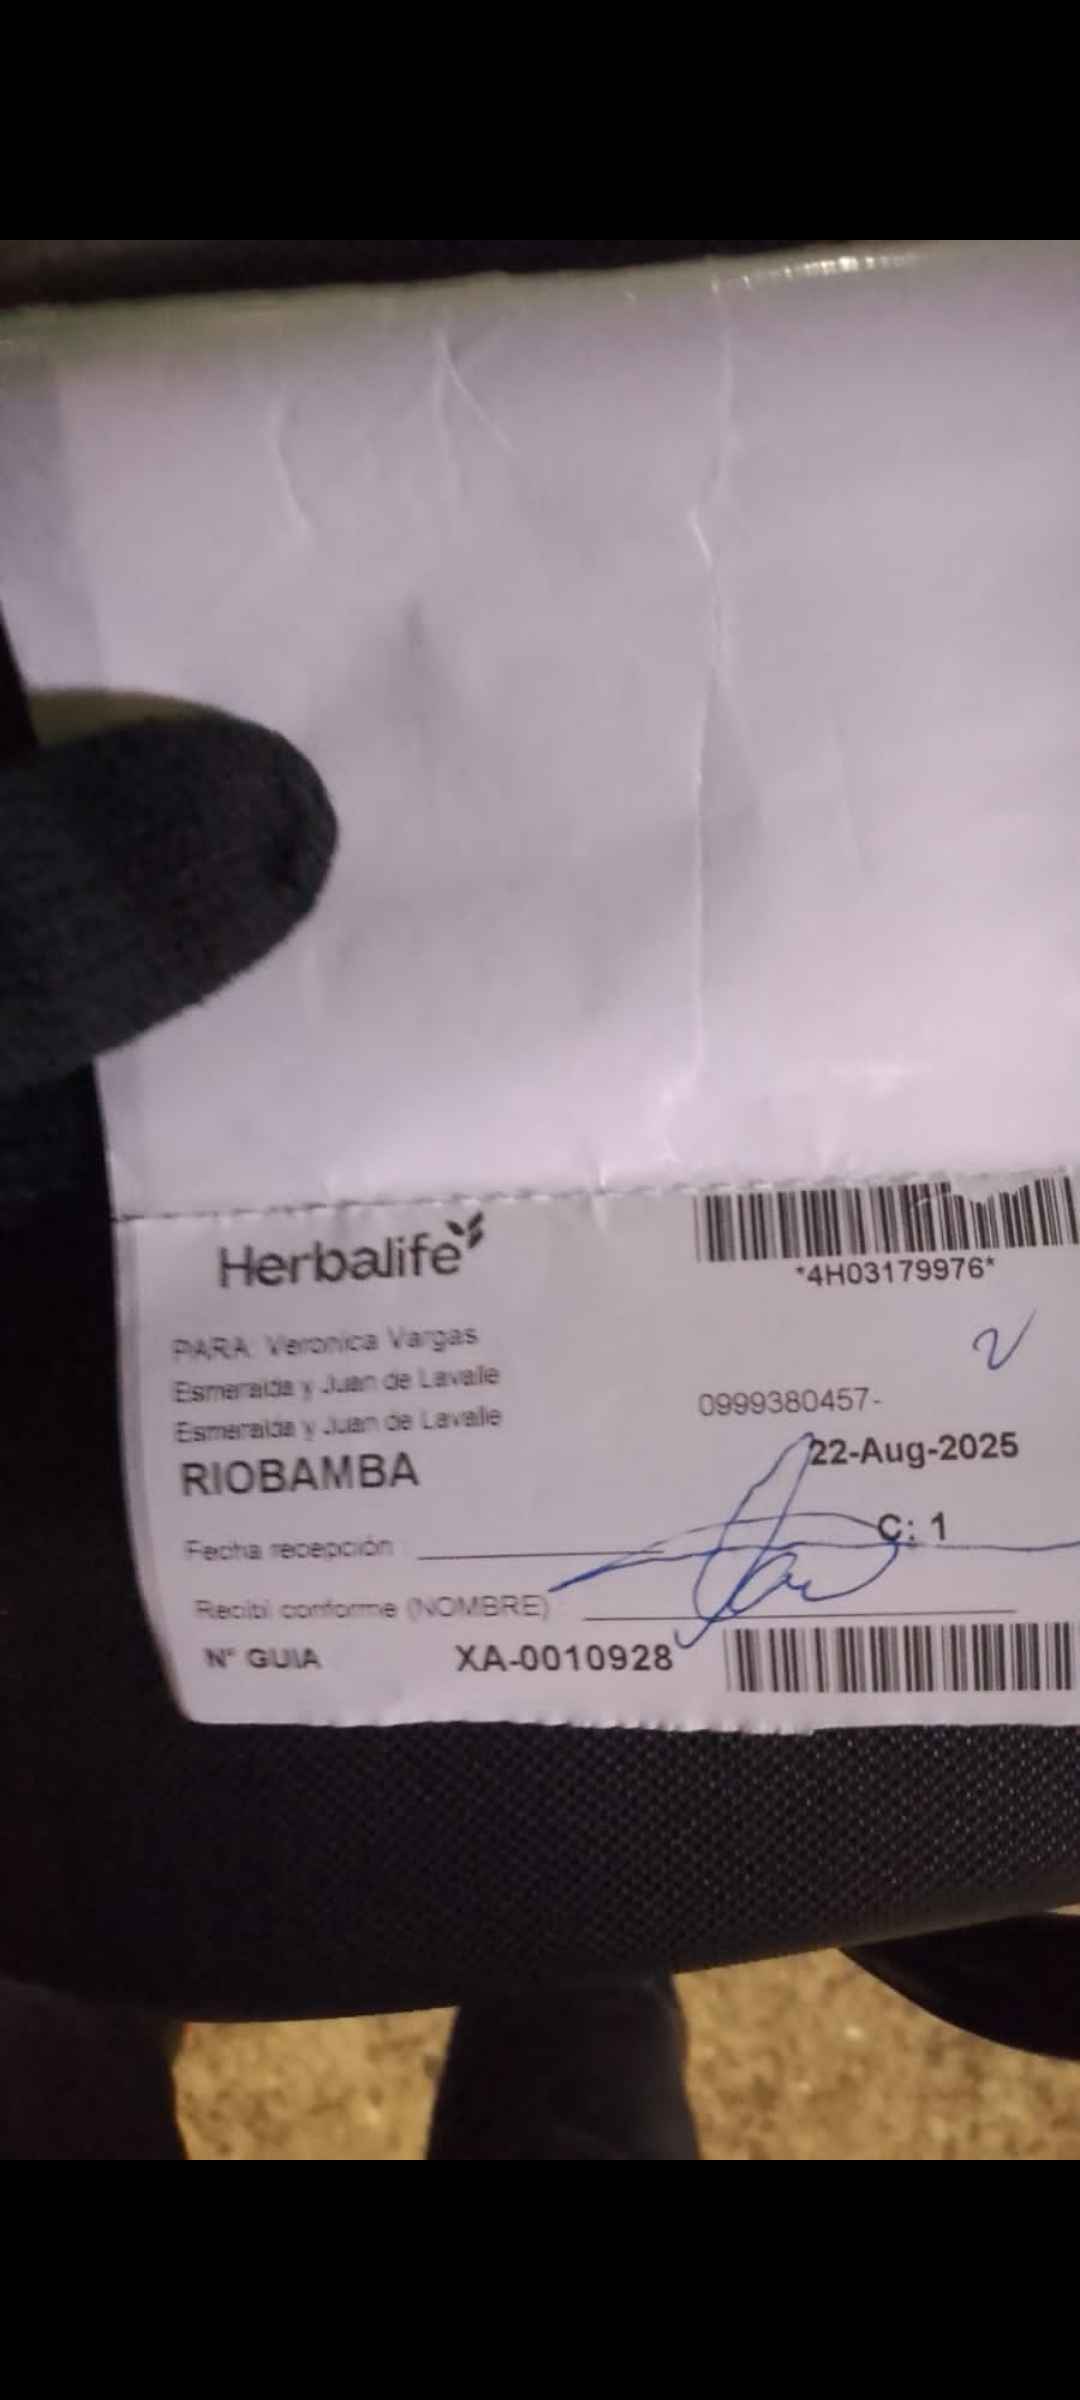 Herbalife
*4H03179976*
PARA: Veronica Vargas
Esmeralda y Juan de Lavalle
0999380457-
Esmeralda y Juan de Lavalle
22-Aug-2025
RIOBAMBA
C: 1
Fecha recepción
Recibí conforme (NOMBRE)
N° GUIA XA-0010928